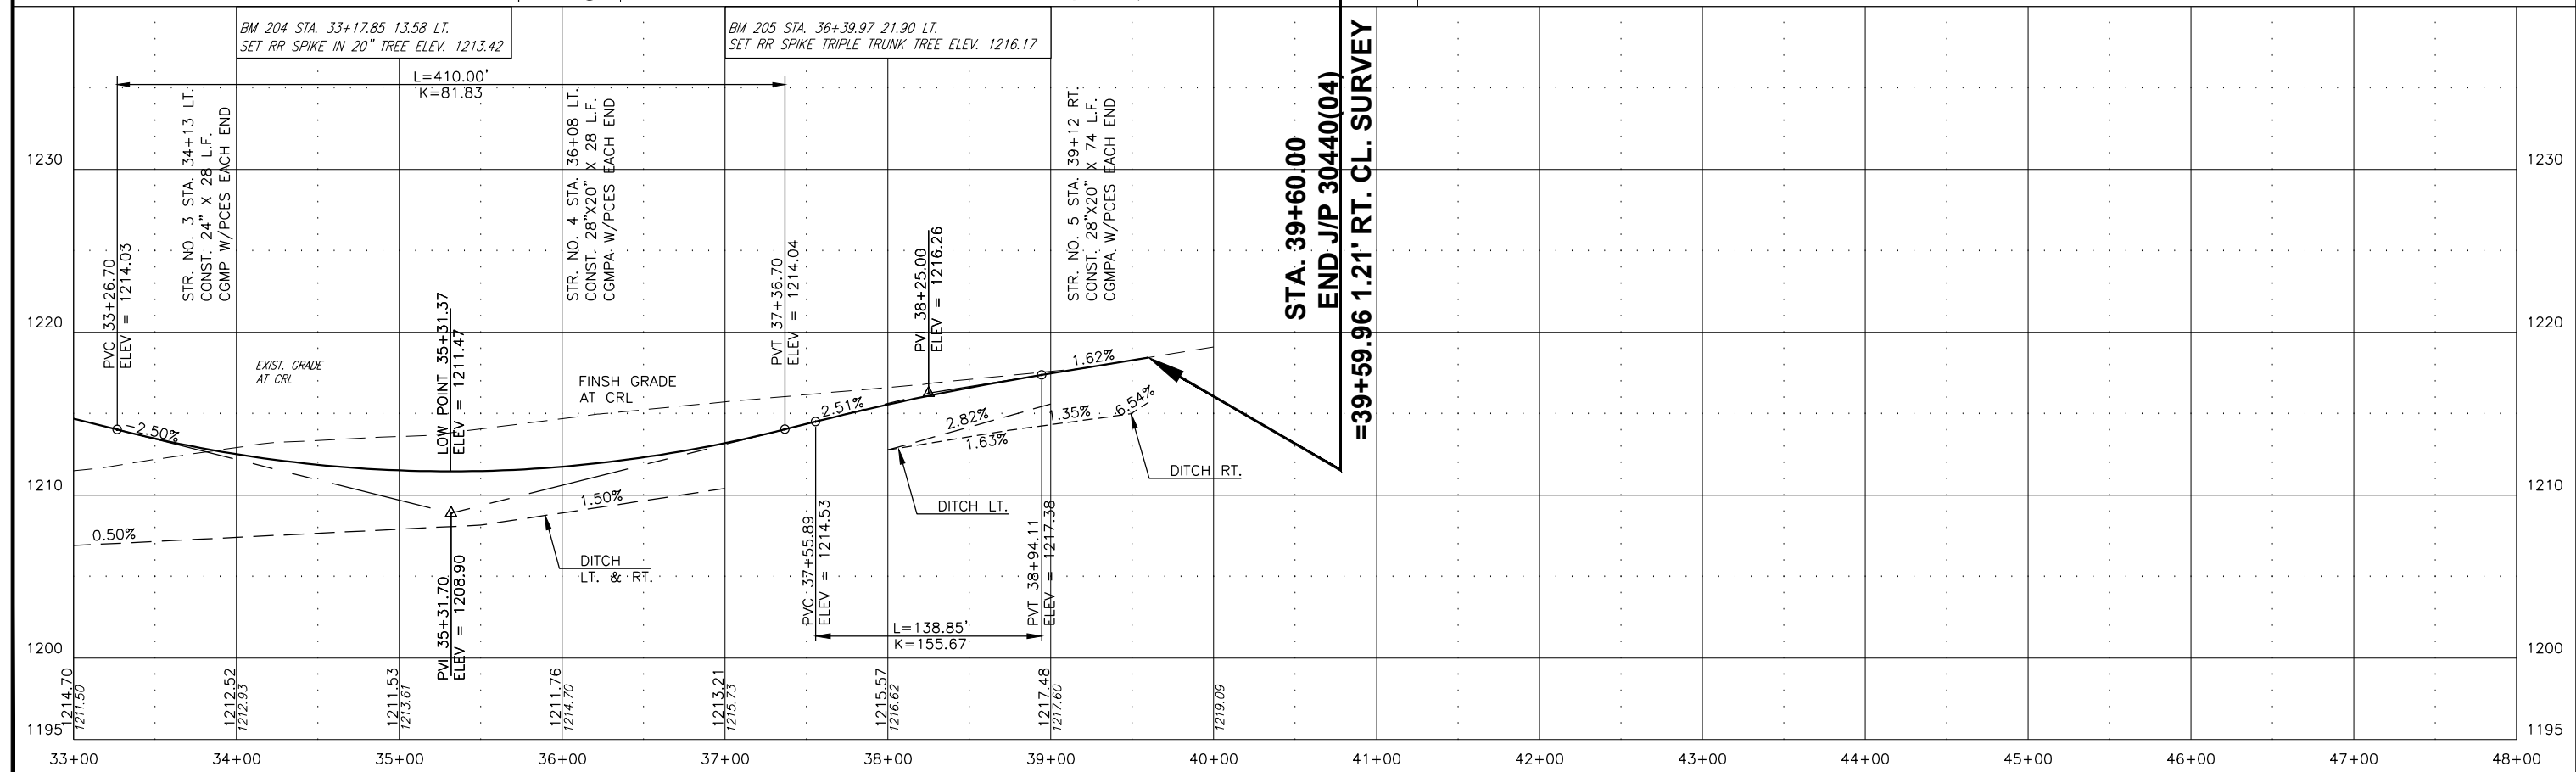 BM 204 STA. 33+17.85 13.58 LT.
SET RR SPIKE IN 20" TREE ELEV. 1213.42
BM 205 STA. 36+39.97 21.90 LT.
SET RR SPIKE TRIPLE TRUNK TREE ELEV. 1216.17
L=410.00'
K=81.83
STR. NO. 3 STA. 34+13 LT.
CONST. 24" X 28 L.F.
CGMP W/PCES EACH END
STR. NO. 4 STA. 36+08 LT.
CONST. 28"X20" X 28 L.F.
CGMPA W/PCES EACH END
STR. NO. 5 STA. 39+12 RT.
CONST. 28"X20" X 74 L.F.
CGMPA W/PCES EACH END
STA. 39+60.00
END J/P 30440(04)
=39+59.96 1.21' RT. CL. SURVEY
1230
1230
PVC 33+26.70
ELEV = 1214.03
LOW POINT 35+31.37
ELEV = 1211.47
PVT 37+36.70
ELEV = 1214.04
PVI 38+25.00
ELEV = 1216.26
1220
1220
EXIST. GRADE
AT CRL
FINSH GRADE
AT CRL
-2.50%
2.51%
1.62%
2.82%
1.35%
6.54%
1.63%
DITCH RT.
DITCH LT.
1210
1210
1.50%
0.50%
DITCH
LT. & RT.
PVI 35+31.70
ELEV = 1208.90
PVC 37+55.89
ELEV = 1214.53
PVT 38+94.11
ELEV = 1217.38
L=138.85'
K=155.67
1200
1200
1214.70
1211.50
1212.52
1212.93
1211.53
1213.61
1211.76
1214.70
1213.21
1215.73
1215.57
1216.62
1217.48
1217.60
1219.09
1195
1195
33+00 34+00 35+00 36+00 37+00 38+00 39+00 40+00 41+00 42+00 43+00 44+00 45+00 46+00 47+00 48+00